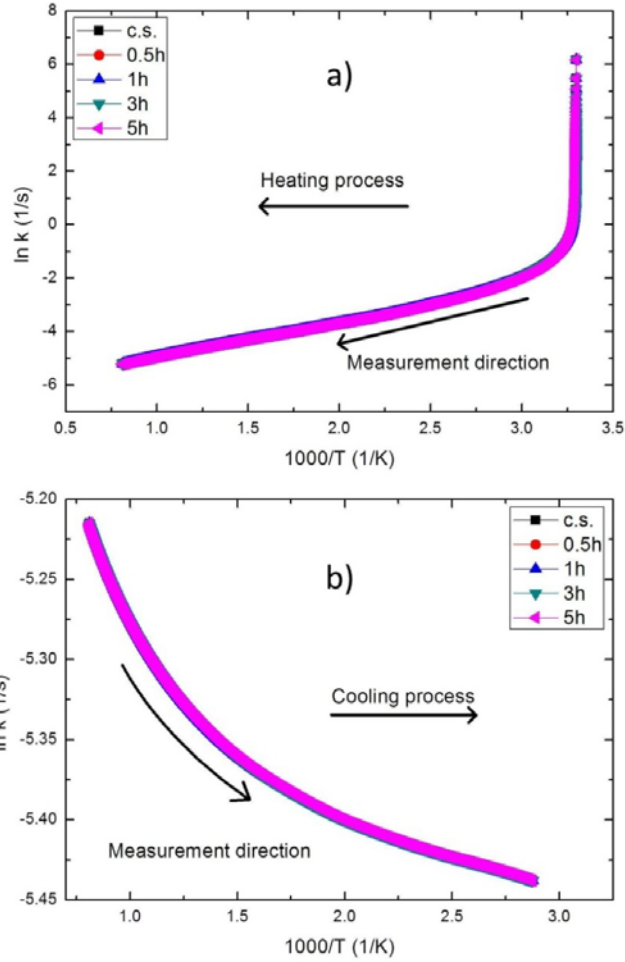 8
6
4
2
0
-2
-4
-6
ln k (1/s)
c.s.
0.5h
1h
3h
5h
a)
Heating process
Measurement direction
0.5
1.0
1.5
2.0
2.5
3.0
3.5
1000/T (1/K)
-5.20
-5.25
-5.30
-5.35
-5.40
-5.45
ln k (1/s)
c.s.
0.5h
1h
3h
5h
b)
Cooling process
Measurement direction
1.0
1.5
2.0
2.5
3.0
1000/T (1/K)